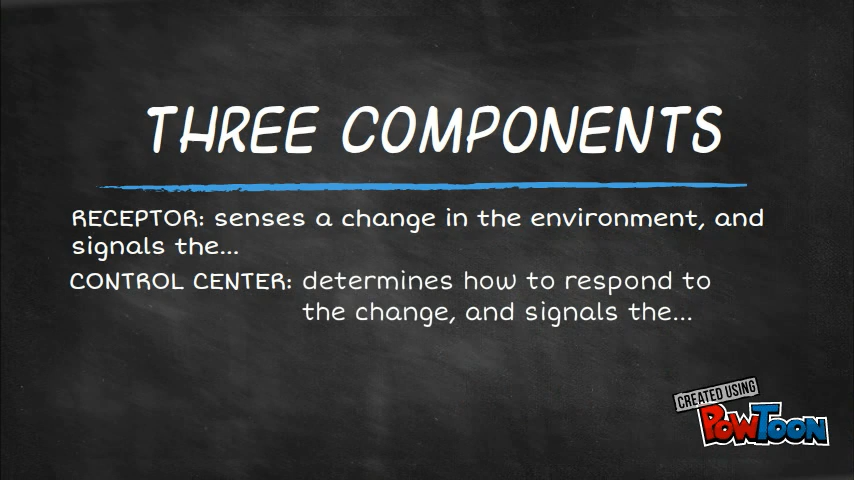 THREE COMPONENTS
RECEPTOR: senses a change in the environment, and
signals the...
CONTROL CENTER: determines how to respond to
the change, and signals the...
CREATED USING
POWTOON